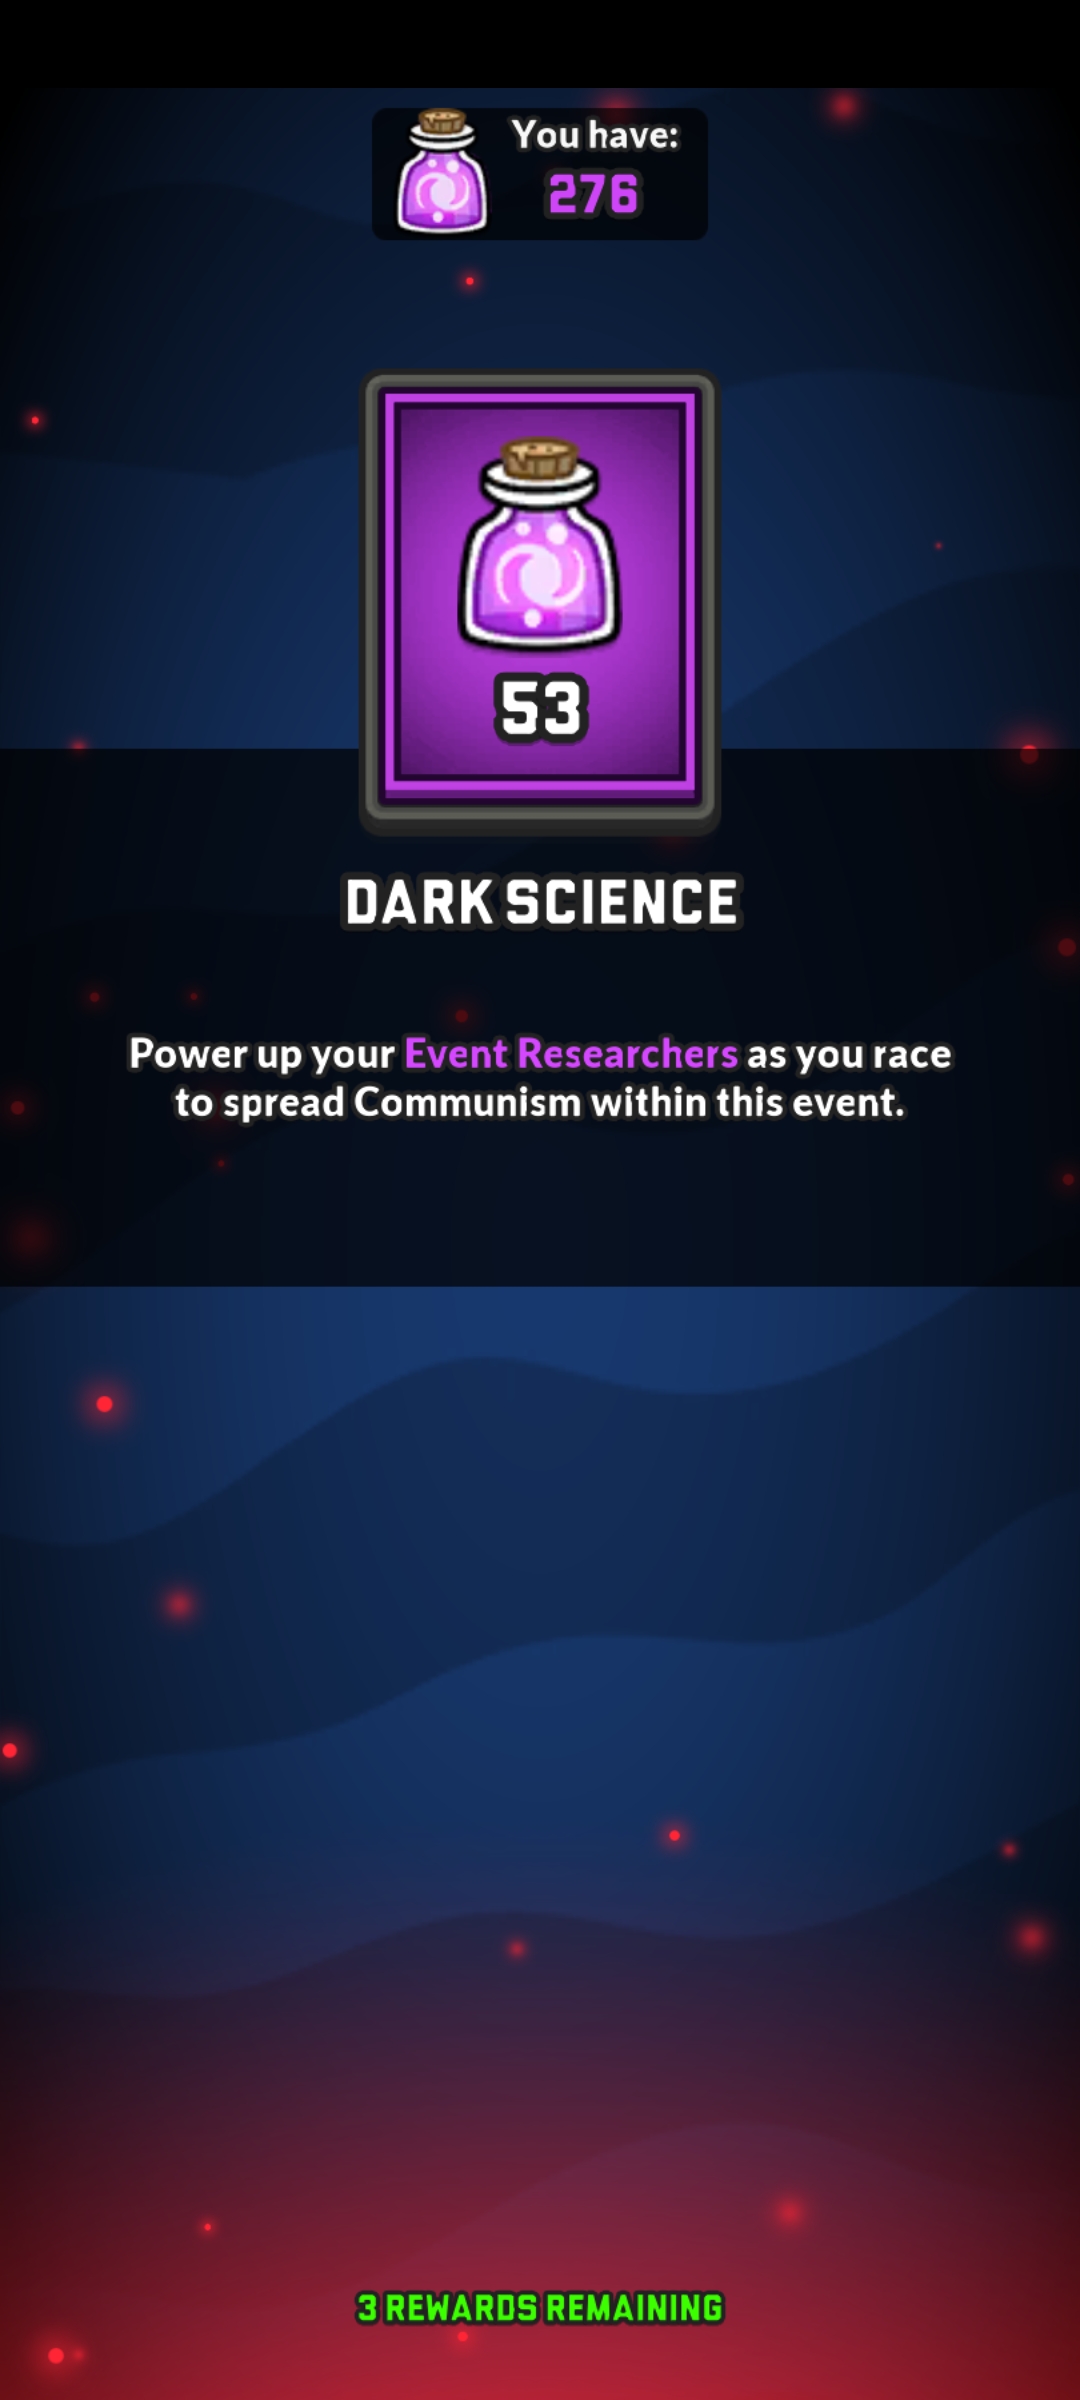 You have:
276
53
DARK SCIENCE
Power up your Event Researchers as you race
to spread Communism within this event.
3 REWARDS REMAINING